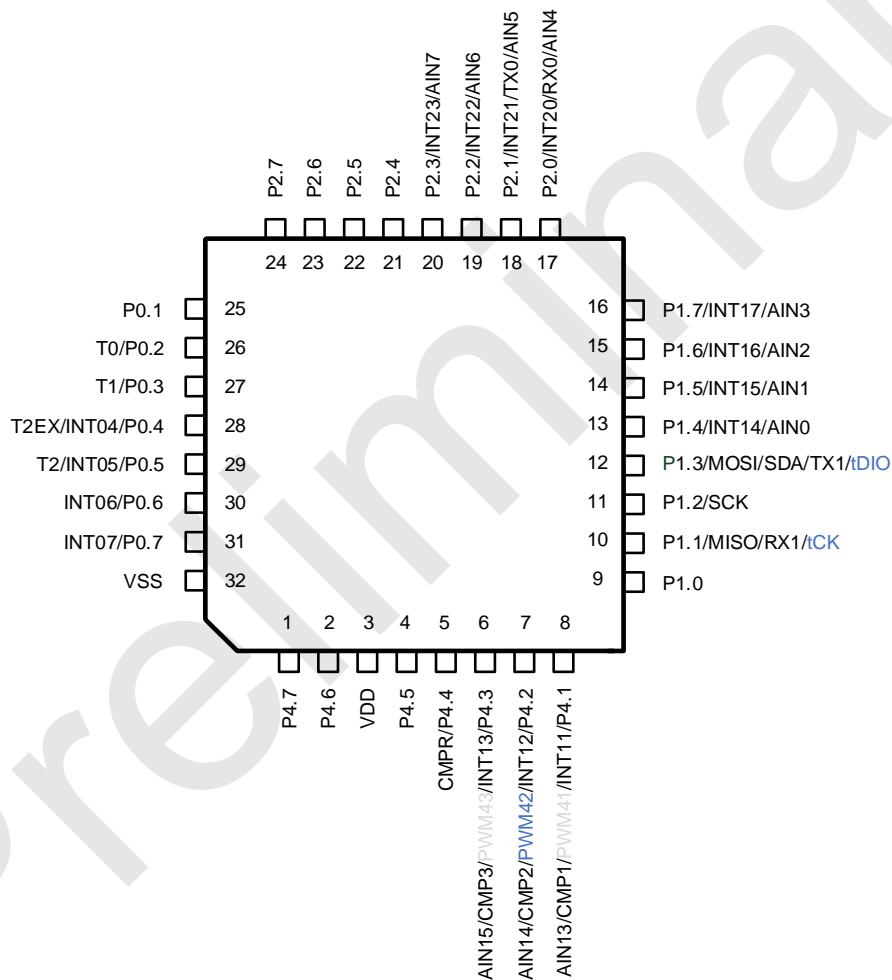 P2.7
P2.6
P2.5
P2.4
P2.3/INT23/AIN7
P2.2/INT22/AIN6
P2.1/INT21/TX0/AIN5
P2.0/INT20/RX0/AIN4
24
23
22
21
20
19
18
17
P0.1
25
16
P1.7/INT17/AIN3
T0/P0.2
26
15
P1.6/INT16/AIN2
T1/P0.3
27
14
P1.5/INT15/AIN1
T2EX/INT04/P0.4
28
13
P1.4/INT14/AIN0
T2/INT05/P0.5
29
12
P1.3/MOSI/SDA/TX1/tDIO
INT06/P0.6
30
11
P1.2/SCK
INT07/P0.7
31
10
P1.1/MISO/RX1/tCK
VSS
32
9
P1.0
1
2
3
4
5
6
7
8
P4.7
P4.6
VDD
P4.5
CMPR/P4.4
AIN15/CMP3/PWM43/INT13/P4.3
AIN14/CMP2/PWM42/INT12/P4.2
AIN13/CMP1/PWM41/INT11/P4.1